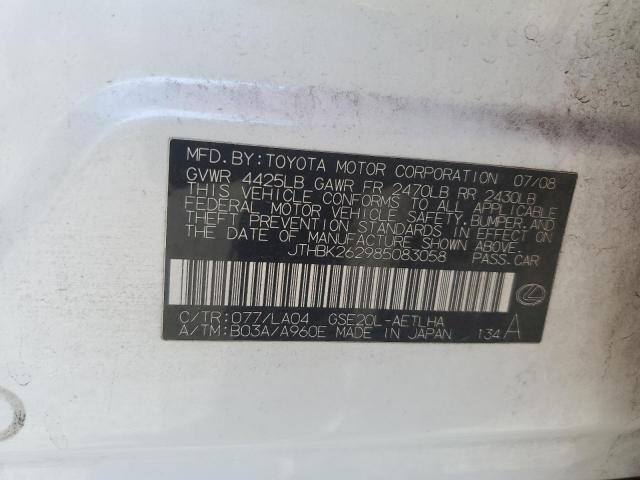 MFD. BY: TOYOTA MOTOR CORPORATION 07/08
GVWR 4425LB GAWR FR 2470LB RR 2430LB
THIS VEHICLE CONFORMS TO ALL APPLICABLE
FEDERAL MOTOR VEHICLE SAFETY, BUMPER, AND
THEFT PREVENTION STANDARDS IN EFFECT ON
THE DATE OF MANUFACTURE SHOWN ABOVE.
JTHBK262985083058 PASS. CAR
C/TR: 077/LA04 GSE20L-AETLHA
A/TM: B03A/A960E MADE IN JAPAN 134 A